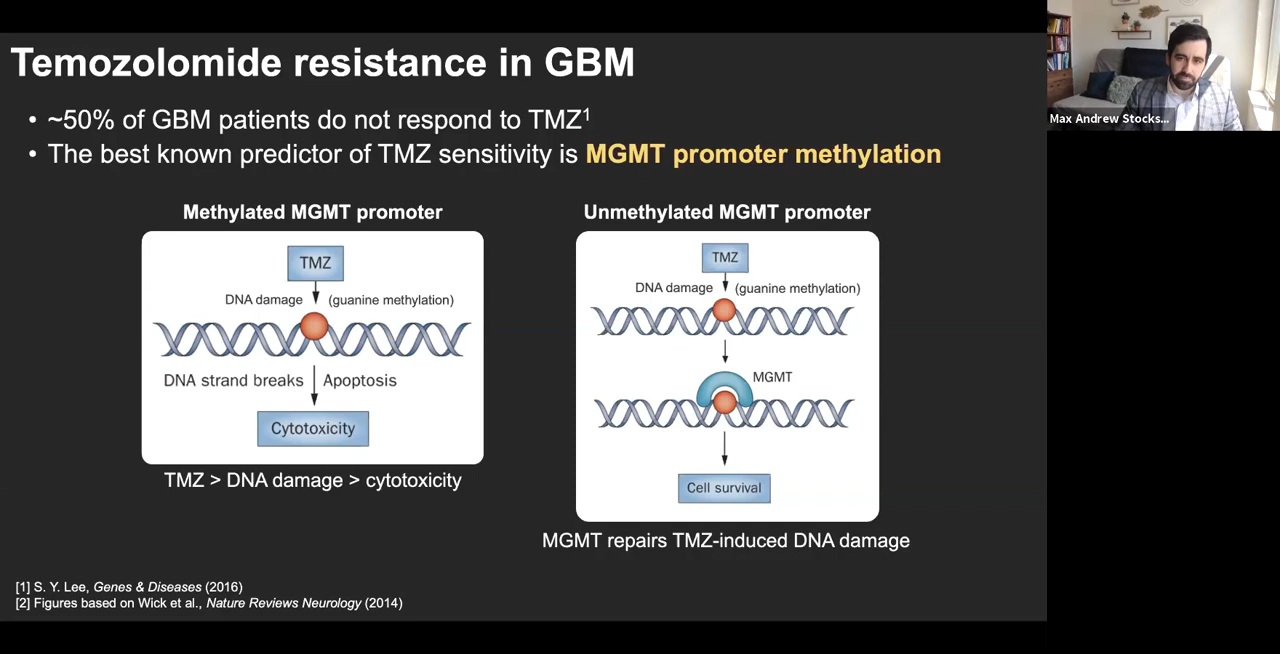 Temozolomide resistance in GBM
• ~50% of GBM patients do not respond to TMZ1
• The best known predictor of TMZ sensitivity is MGMT promoter methylation
Methylated MGMT promoter
TMZ
DNA damage (guanine methylation)
DNA strand breaks Apoptosis
Cytotoxicity
TMZ > DNA damage > cytotoxicity
Unmethylated MGMT promoter
TMZ
DNA damage (guanine methylation)
MGMT
Cell survival
MGMT repairs TMZ-induced DNA damage
[1] S. Y. Lee, Genes & Diseases (2016)
[2] Figures based on Wick et al., Nature Reviews Neurology (2014)
Max Andrew Stocks...